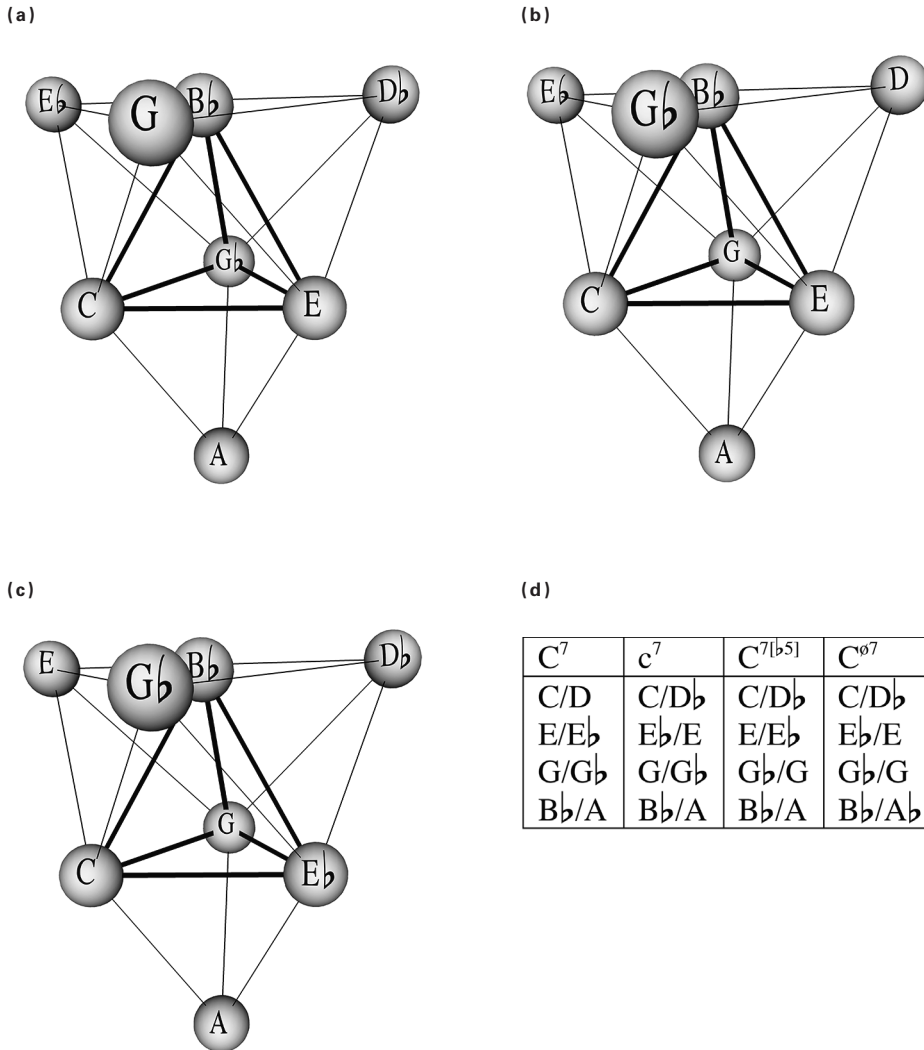 (a)
E♭ G B♭ D♭
G♭
C E
A
(b)
E♭ G♭ B♭ D
G
C E
A
(c)
E G♭ B♭ D♭
G
C E♭
A
(d)
C⁷ c⁷ C⁷[♭⁵] Cø⁷
C/D C/D♭ C/D♭ C/D♭
E/E♭ E♭/E E/E♭ E♭/E
G/G♭ G/G♭ G♭/G G♭/G
B♭/A B♭/A B♭/A B♭/A♭